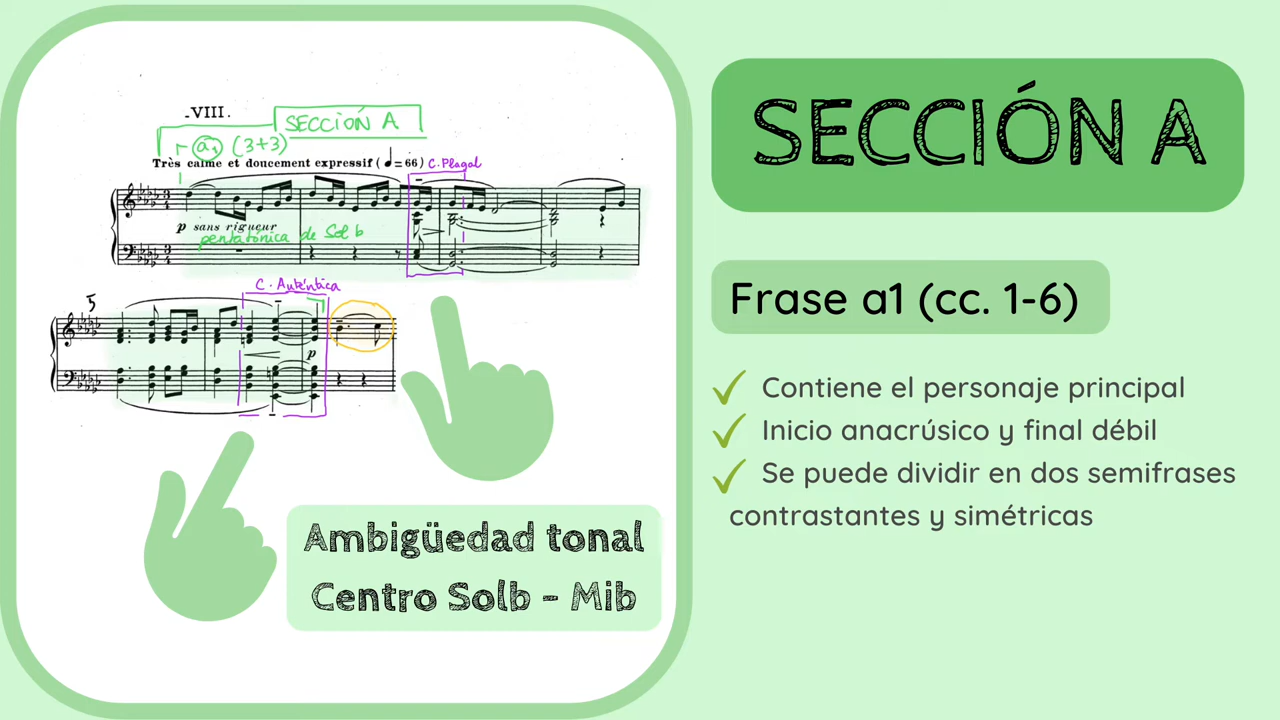 -VIII.
SECCIÓN A
a1 (3+3)
Très calme et doucement expressif (♩=66)
C. Plagal
p sans rigueur
pentatónica de Sol b
C. Auténtica
5
p
Ambigüedad tonal
Centro Solb - Mib
SECCIÓN A
Frase a1 (cc. 1-6)
Contiene el personaje principal
Inicio anacrúsico y final débil
Se puede dividir en dos semifrases
contrastantes y simétricas